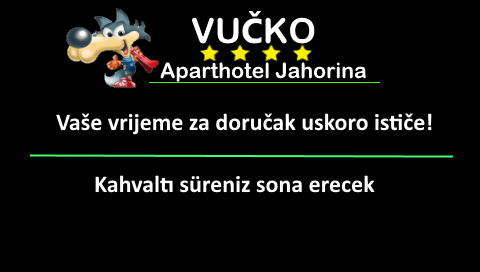 VUČKO
Aparthotel Jahorina
Vaše vrijeme za doručak uskoro ističe!
Kahvaltı süreniz sona erecek